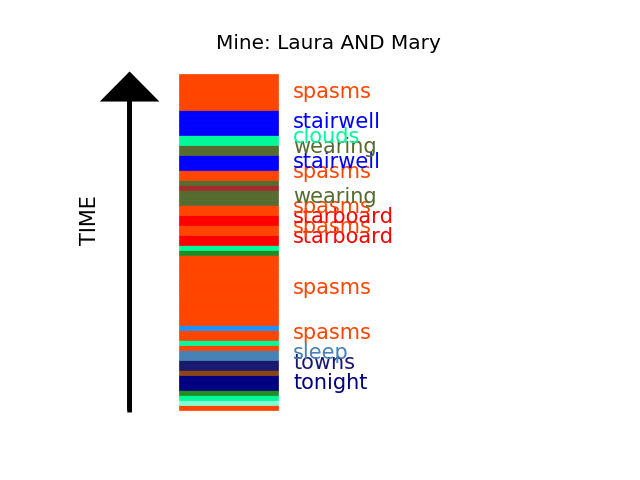 Mine: Laura AND Mary
TIME
spasms
stairwell
clouds
wearing
stairwell
spasms
wearing
spasms
starboard
spasms
starboard
spasms
spasms
sleep
towns
tonight